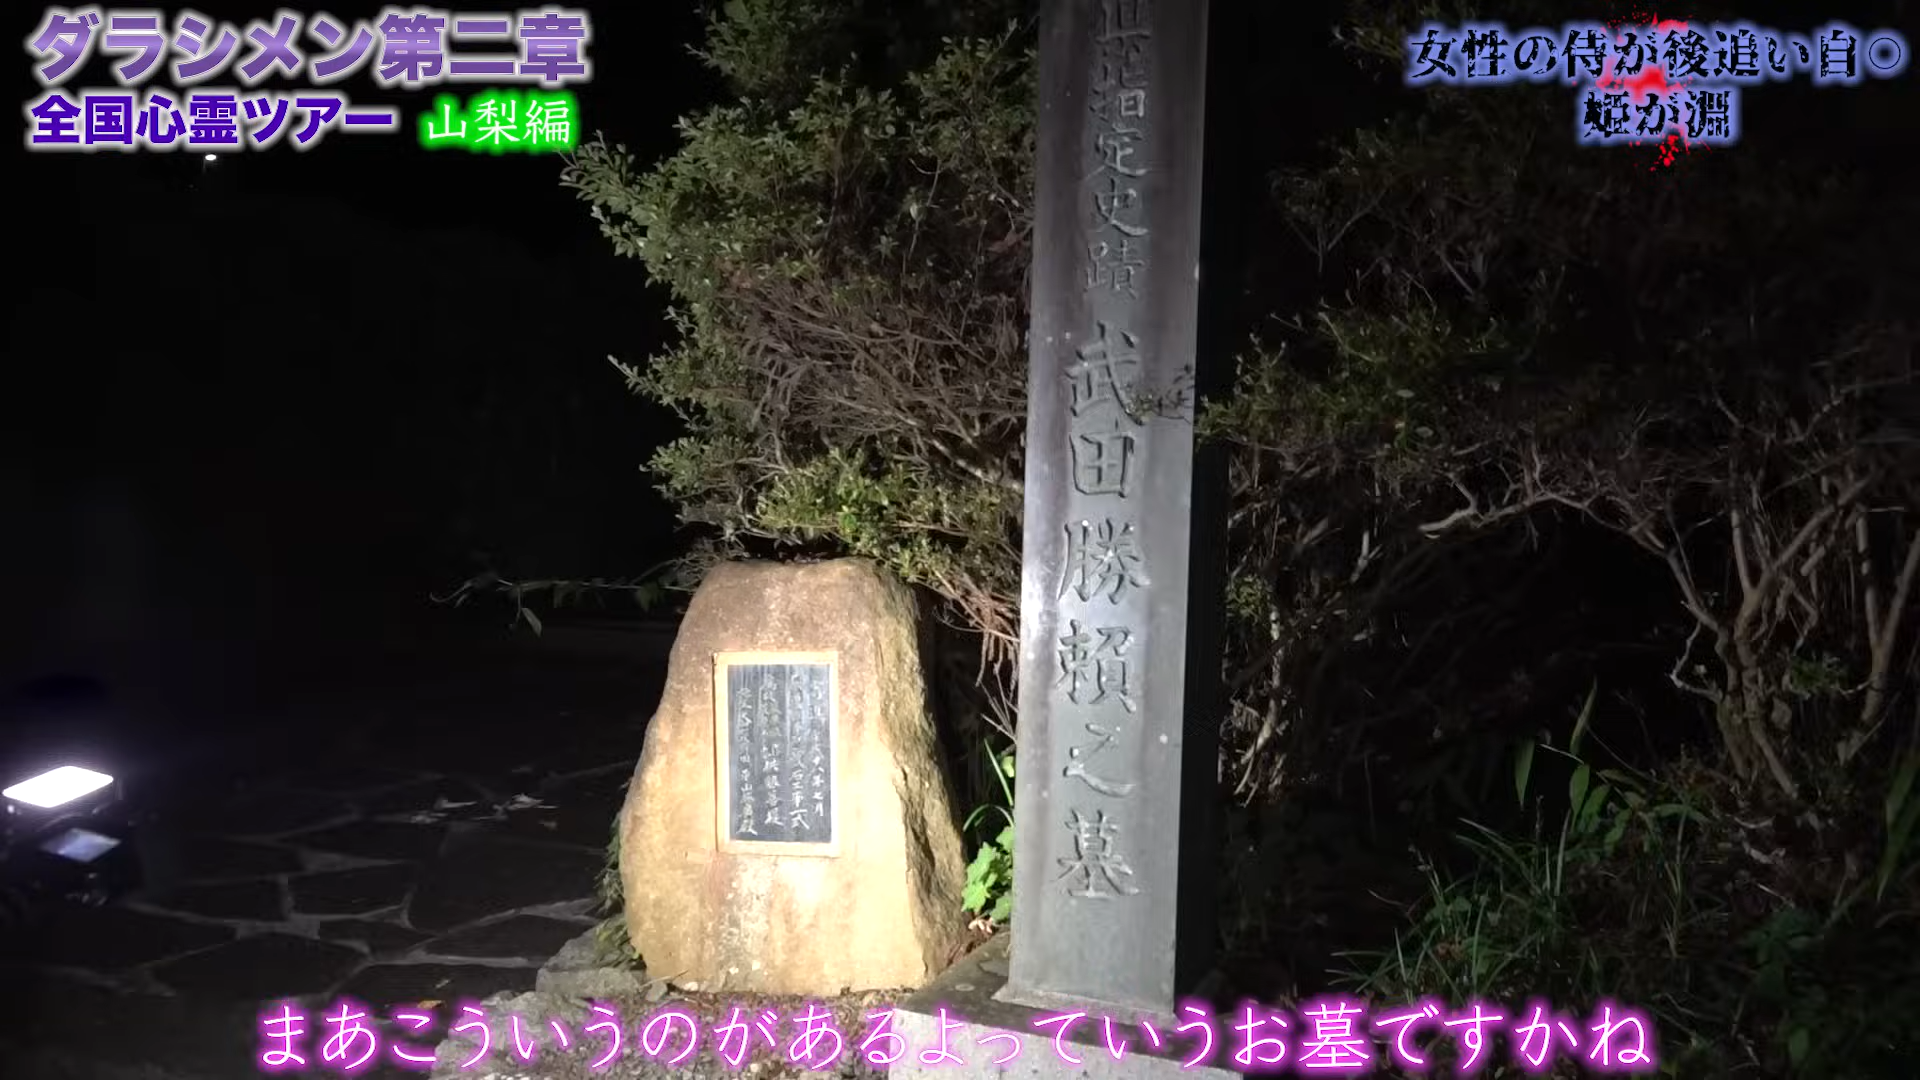 ダラシメン第二章
全国心霊ツアー 山梨編
女性の侍が後追い自○
姫が淵
指定史蹟 武田勝頼之墓
まあこういうのがあるよっていうお墓ですかね